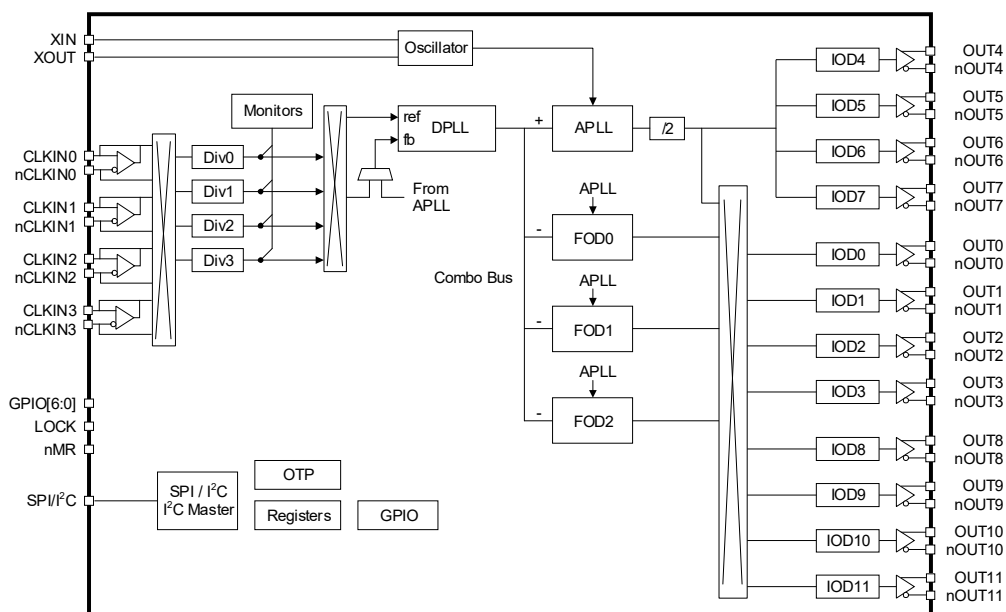 XIN
XOUT
Oscillator
Monitors
ref
fb
DPLL
+
APLL
/2
CLKIN0
nCLKIN0
CLKIN1
nCLKIN1
CLKIN2
nCLKIN2
CLKIN3
nCLKIN3
Div0
Div1
Div2
Div3
From
APLL
APLL
-
FOD0
Combo Bus
APLL
-
FOD1
APLL
-
FOD2
IOD4
OUT4
nOUT4
IOD5
OUT5
nOUT5
IOD6
OUT6
nOUT6
IOD7
OUT7
nOUT7
IOD0
OUT0
nOUT0
IOD1
OUT1
nOUT1
IOD2
OUT2
nOUT2
IOD3
OUT3
nOUT3
IOD8
OUT8
nOUT8
IOD9
OUT9
nOUT9
IOD10
OUT10
nOUT10
IOD11
OUT11
nOUT11
GPIO[6:0]
LOCK
nMR
SPI/I²C
SPI / I²C
I²C Master
OTP
Registers
GPIO